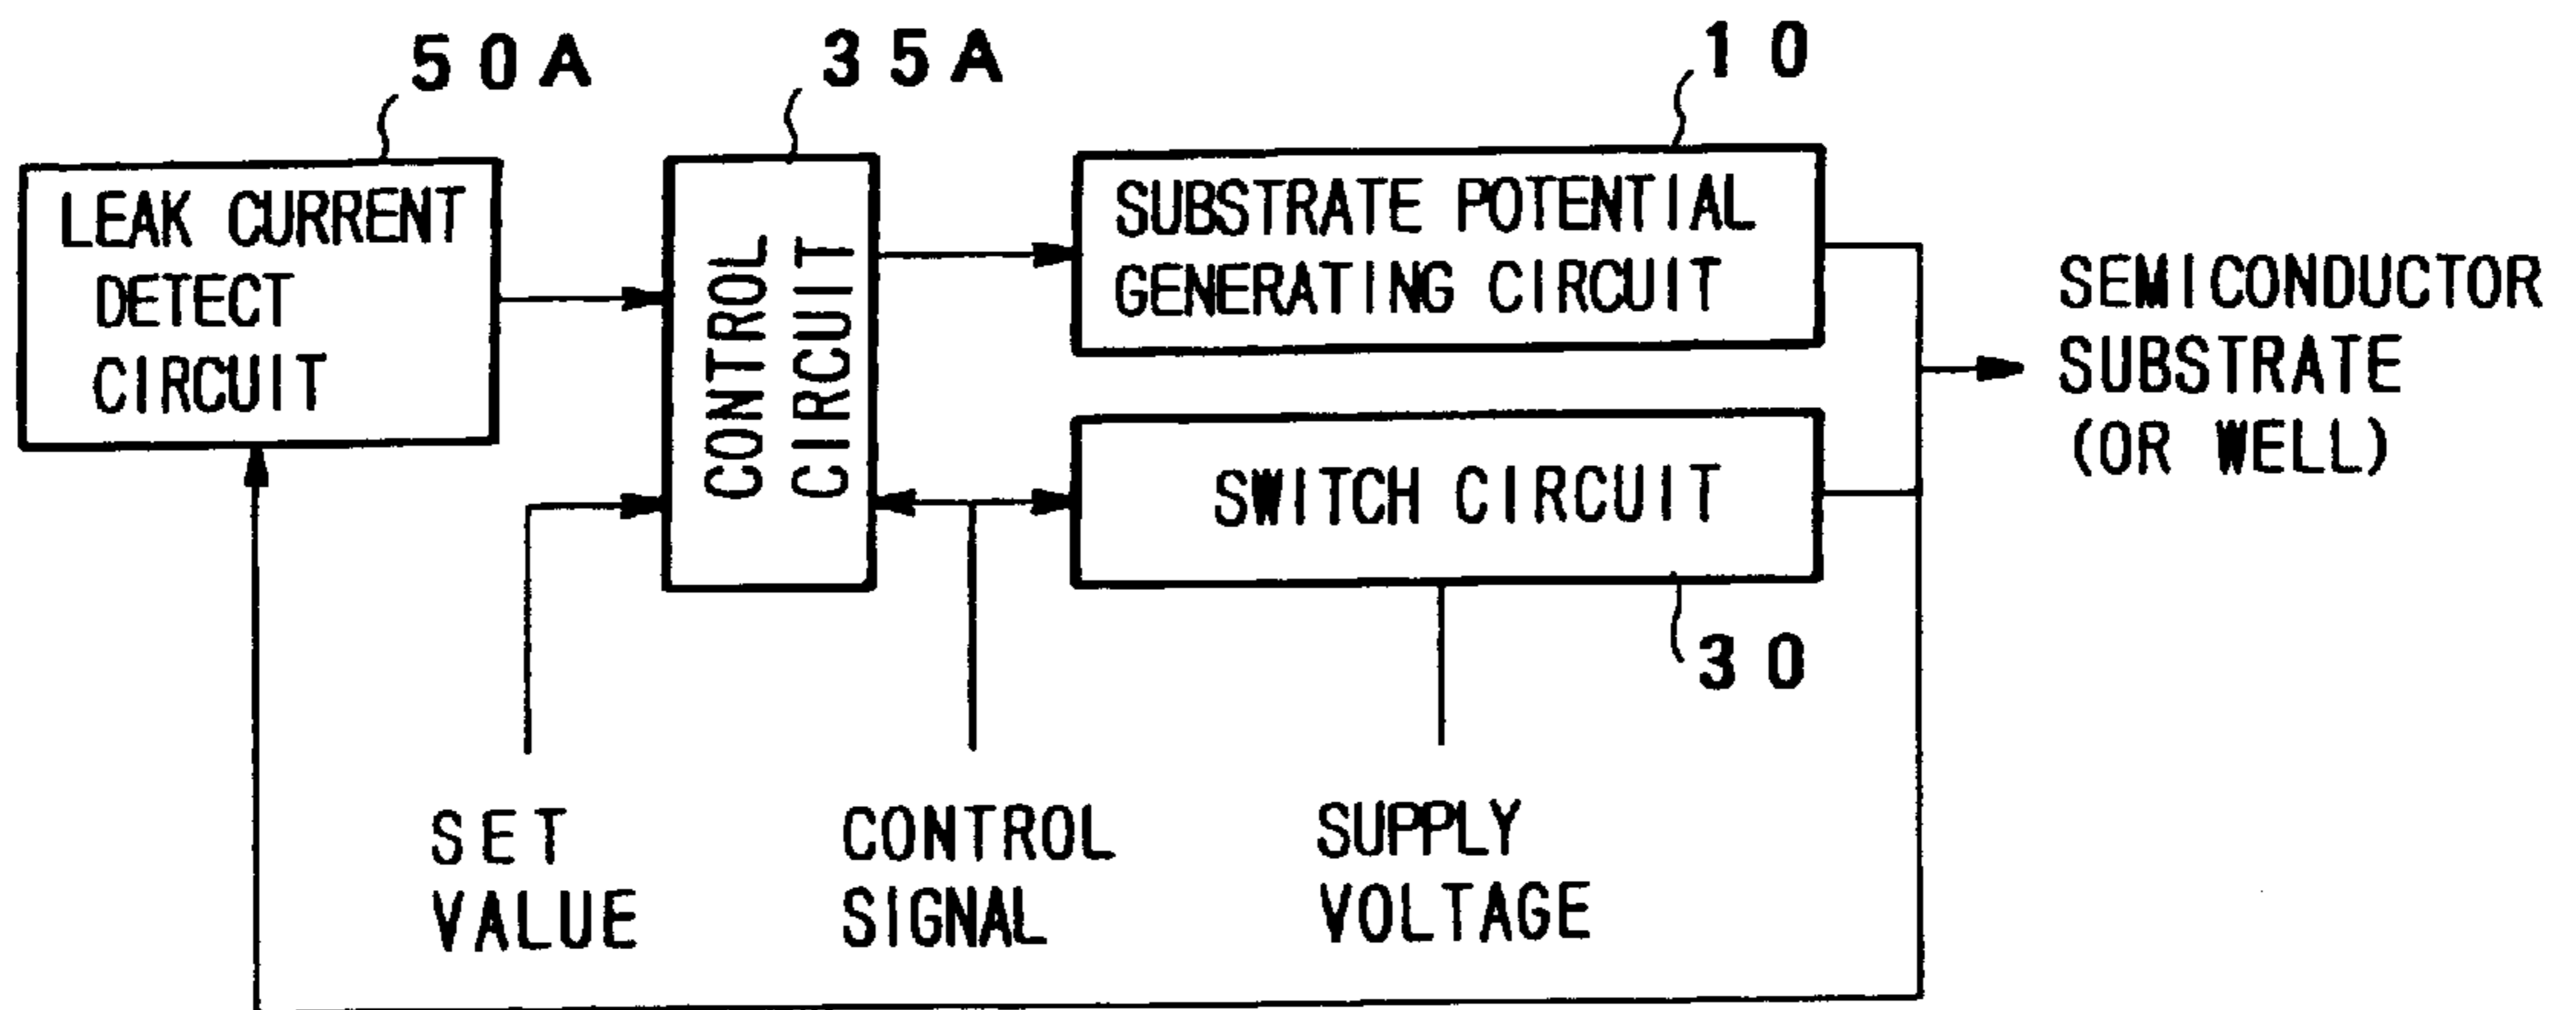 50A
35A
10
LEAK CURRENT
DETECT
CIRCUIT
CONTROL
CIRCUIT
SUBSTRATE POTENTIAL
GENERATING CIRCUIT
SEMICONDUCTOR
SUBSTRATE
(OR WELL)
SWITCH CIRCUIT
30
SET
VALUE
CONTROL
SIGNAL
SUPPLY
VOLTAGE